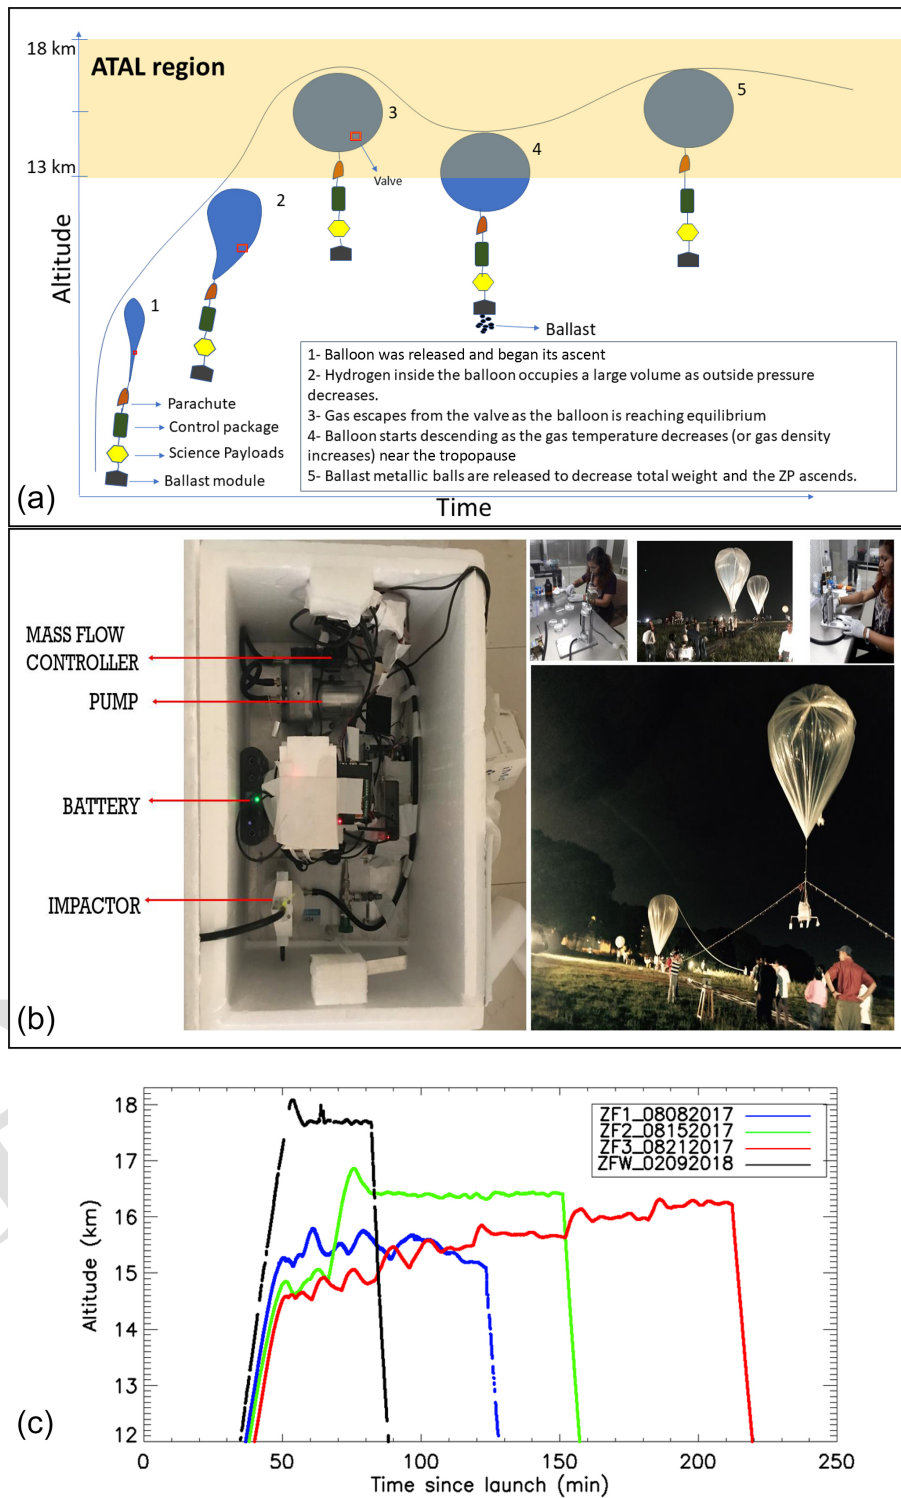 18 km
ATAL region
5
3
4
13 km
Valve
2
Altitude
1
Ballast
1- Balloon was released and began its ascent
2- Hydrogen inside the balloon occupies a large volume as outside pressure
decreases.
3- Gas escapes from the valve as the balloon is reaching equilibrium
4- Balloon starts descending as the gas temperature decreases (or gas density
increases) near the tropopause
5- Ballast metallic balls are released to decrease total weight and the ZP ascends.
Parachute
Control package
Science Payloads
Ballast module
(a)
Time
MASS FLOW
CONTROLLER
PUMP
BATTERY
IMPACTOR
(b)
18
17
16
15
14
13
12
Altitude (km)
ZF1_08082017
ZF2_08152017
ZF3_08212017
ZFW_02092018
(c)
0
50
100
150
200
250
Time since launch (min)